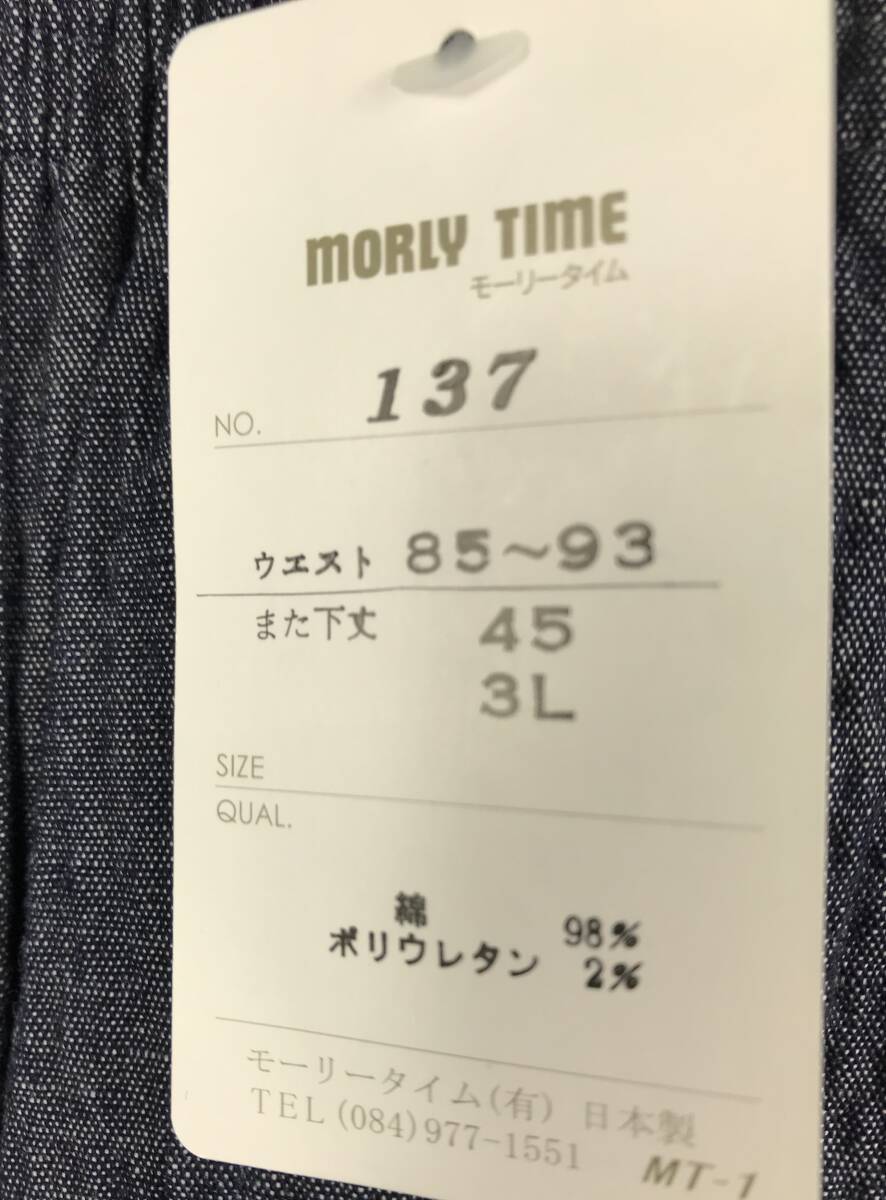 MORLY TIME
モーリータイム
NO. 137
ウエスト 85~93
また下丈 45
3L
SIZE
QUAL.
綿 98%
ポリウレタン 2%
モーリータイム(有) 日本製
TEL (084)977-1551
MT-1